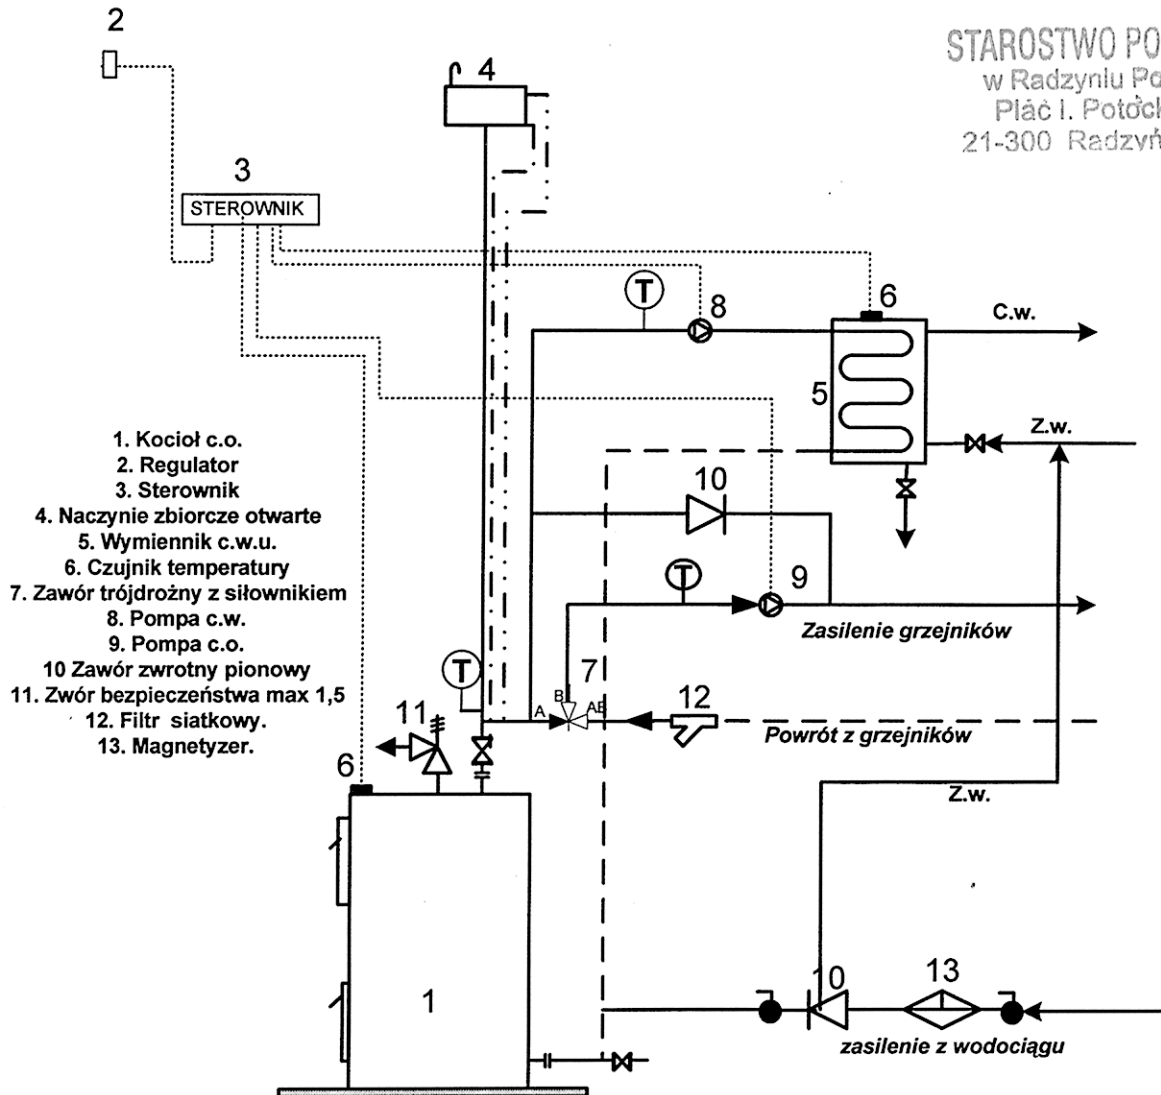 2
STAROSTWO PO
w Radzyniu Po
Plac I. Potock
21-300 Radzyń
4
3
STEROWNIK
T
8
6
C.w.
5
Z.w.
1. Kocioł c.o.
2. Regulator
3. Sterownik
4. Naczynie zbiorcze otwarte
5. Wymiennik c.w.u.
6. Czujnik temperatury
7. Zawór trójdrożny z siłownikiem
8. Pompa c.w.
9. Pompa c.o.
10 Zawór zwrotny pionowy
11. Zwór bezpieczeństwa max 1,5
12. Filtr siatkowy.
13. Magnetyzer.
10
T
9
Zasilenie grzejników
T
7
B
A
AB
12
11
Powrót z grzejników
6
Z.w.
1
10
13
zasilenie z wodociągu